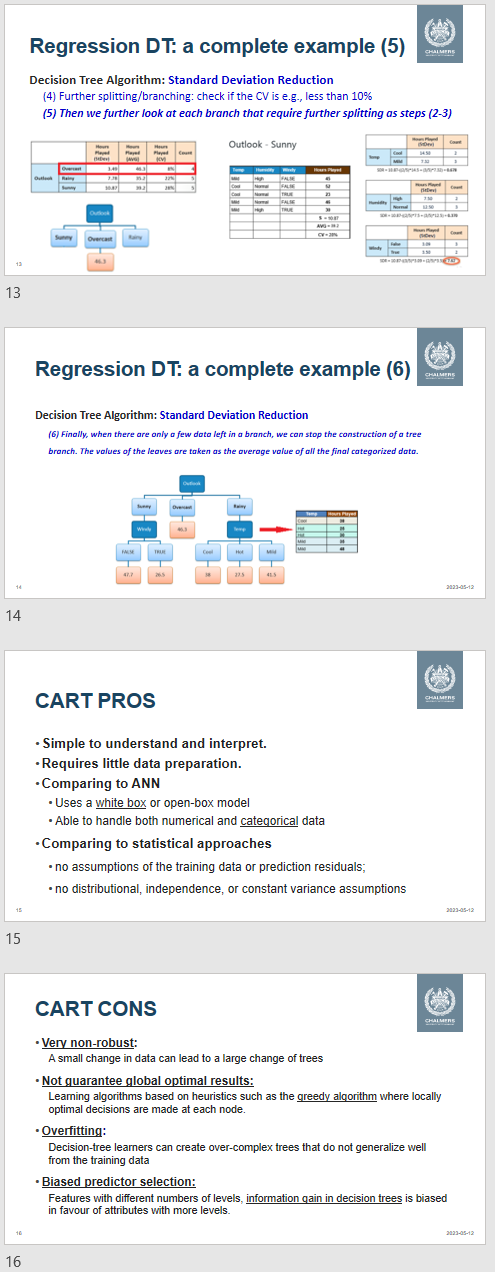 Regression DT: a complete example (5)
CHALMERS
Decision Tree Algorithm: Standard Deviation Reduction
(4) Further splitting/branching: check if the CV is e.g., less than 10%
(5) Then we further look at each branch that require further splitting as steps (2-3)
Hours Played (StDev) Hours Played (AVG) Hours Played (CV) Count
Outlook
Overcast 3.49 46.3 8% 4
Rainy 7.78 35.2 22% 5
Sunny 10.87 39.2 28% 5
Outlook
Sunny Overcast Rainy
46.3
Outlook - Sunny
Temp Humidity Windy Hours Played
Mild High FALSE 45
Cool Normal FALSE 52
Cool Normal TRUE 23
Mild Normal FALSE 46
Mild High TRUE 30
S = 10.87
AVG = 39.2
CV = 28%
Hours Played (StDev) Count
Temp
Cool 14.50 2
Mild 7.32 3
SDR = 10.87-((2/5)*14.5 + (3/5)*7.32) = 0.678
Hours Played (StDev) Count
Humidity
High 7.50 2
Normal 12.50 3
SDR = 10.87-((2/5)*7.5 + (3/5)*12.5) = 0.370
Hours Played (StDev) Count
Windy
False 3.09 3
True 3.50 2
SDR = 10.87-((3/5)*3.09 + (2/5)*3.5) = 7.62
13
13
Regression DT: a complete example (6)
CHALMERS
Decision Tree Algorithm: Standard Deviation Reduction
(6) Finally, when there are only a few data left in a branch, we can stop the construction of a tree
branch. The values of the leaves are taken as the average value of all the final categorized data.
Outlook
Sunny Overcast Rainy
Windy 46.3 Temp
FALSE TRUE Cool Hot Mild
47.7 26.5 38 27.5 41.5
Temp Hours Played
Cool 38
Hot 25
Hot 30
Mild 35
Mild 48
14
2023-05-12
14
CHALMERS
CART PROS
• Simple to understand and interpret.
• Requires little data preparation.
• Comparing to ANN
• Uses a white box or open-box model
• Able to handle both numerical and categorical data
• Comparing to statistical approaches
• no assumptions of the training data or prediction residuals;
• no distributional, independence, or constant variance assumptions
15
2023-05-12
15
CHALMERS
CART CONS
• Very non-robust:
A small change in data can lead to a large change of trees
• Not guarantee global optimal results:
Learning algorithms based on heuristics such as the greedy algorithm where locally
optimal decisions are made at each node.
• Overfitting:
Decision-tree learners can create over-complex trees that do not generalize well
from the training data
• Biased predictor selection:
Features with different numbers of levels, information gain in decision trees is biased
in favour of attributes with more levels.
16
2023-05-12
16